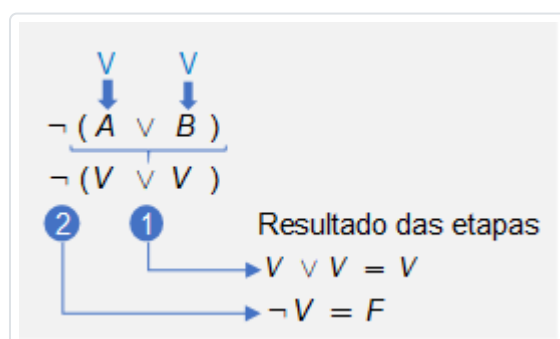 V V
¬ ( A ∨ B )
¬ (V ∨ V )
2 1 Resultado das etapas
V ∨ V = V
¬ V = F